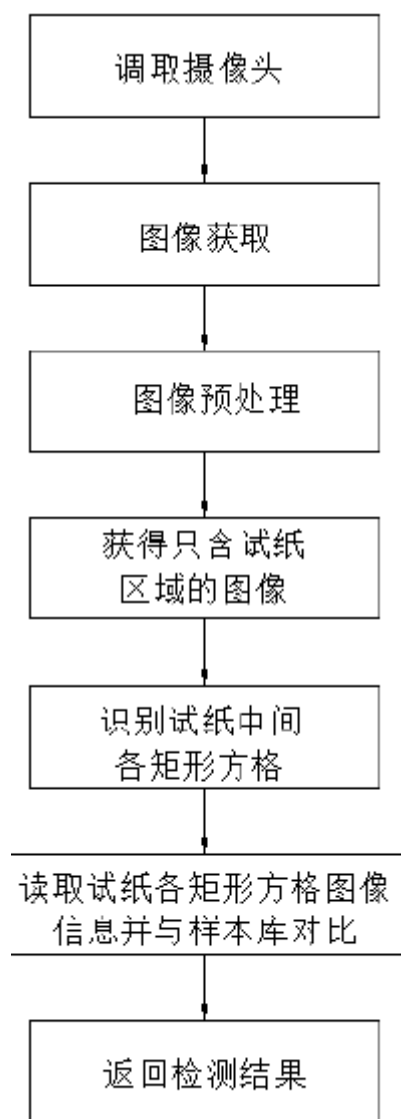 调取摄像头
图像获取
图像预处理
获得只含试纸
区域的图像
识别试纸中间
各矩形方格
读取试纸各矩形方格图像
信息并与样本库对比
返回检测结果